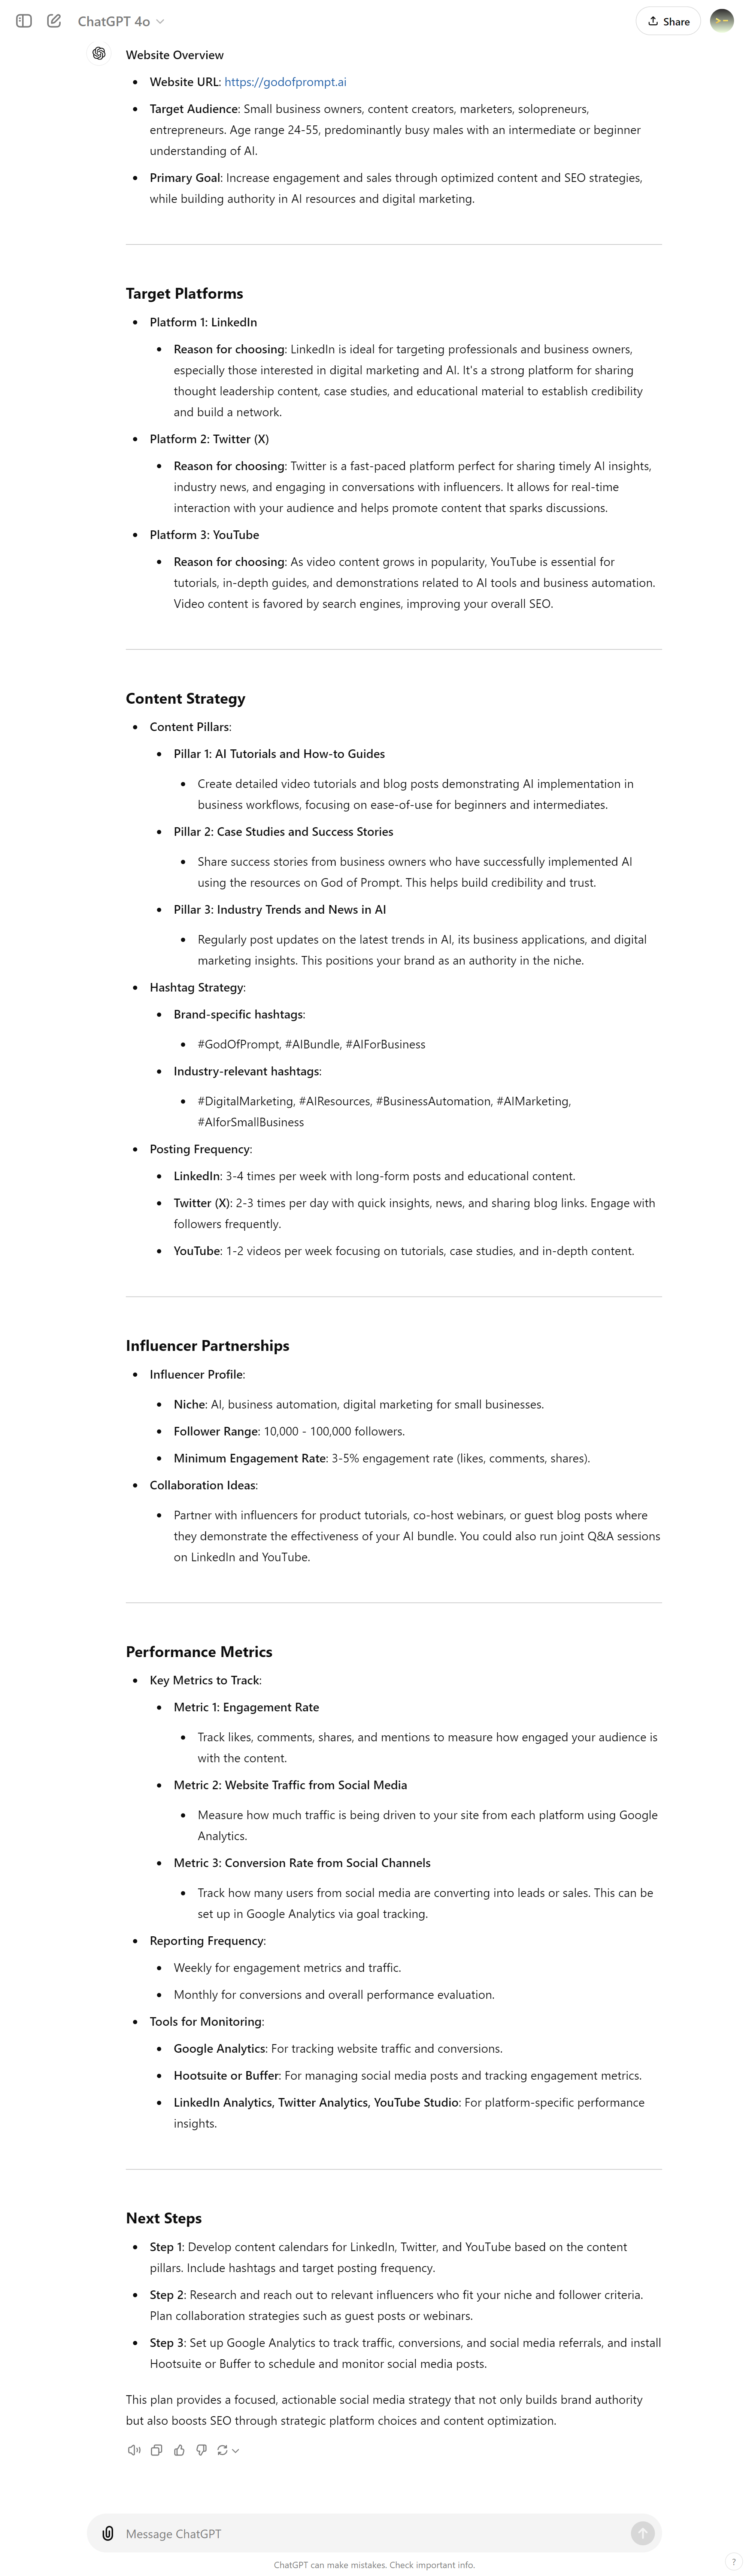 ChatGPT 4o
Share
Website Overview
Website URL: https://godofprompt.ai
Target Audience: Small business owners, content creators, marketers, solopreneurs,
entrepreneurs. Age range 24-55, predominantly busy males with an intermediate or beginner
understanding of AI.
Primary Goal: Increase engagement and sales through optimized content and SEO strategies,
while building authority in AI resources and digital marketing.
Target Platforms
Platform 1: LinkedIn
Reason for choosing: LinkedIn is ideal for targeting professionals and business owners,
especially those interested in digital marketing and AI. It's a strong platform for sharing
thought leadership content, case studies, and educational material to establish credibility
and build a network.
Platform 2: Twitter (X)
Reason for choosing: Twitter is a fast-paced platform perfect for sharing timely AI insights,
industry news, and engaging in conversations with influencers. It allows for real-time
interaction with your audience and helps promote content that sparks discussions.
Platform 3: YouTube
Reason for choosing: As video content grows in popularity, YouTube is essential for
tutorials, in-depth guides, and demonstrations related to AI tools and business automation.
Video content is favored by search engines, improving your overall SEO.
Content Strategy
Content Pillars:
Pillar 1: AI Tutorials and How-to Guides
Create detailed video tutorials and blog posts demonstrating AI implementation in
business workflows, focusing on ease-of-use for beginners and intermediates.
Pillar 2: Case Studies and Success Stories
Share success stories from business owners who have successfully implemented AI
using the resources on God of Prompt. This helps build credibility and trust.
Pillar 3: Industry Trends and News in AI
Regularly post updates on the latest trends in AI, its business applications, and digital
marketing insights. This positions your brand as an authority in the niche.
Hashtag Strategy:
Brand-specific hashtags:
#GodOfPrompt, #AIBundle, #AIForBusiness
Industry-relevant hashtags:
#DigitalMarketing, #AIResources, #BusinessAutomation, #AIMarketing,
#AIforSmallBusiness
Posting Frequency:
LinkedIn: 3-4 times per week with long-form posts and educational content.
Twitter (X): 2-3 times per day with quick insights, news, and sharing blog links. Engage with
followers frequently.
YouTube: 1-2 videos per week focusing on tutorials, case studies, and in-depth content.
Influencer Partnerships
Influencer Profile:
Niche: AI, business automation, digital marketing for small businesses.
Follower Range: 10,000 - 100,000 followers.
Minimum Engagement Rate: 3-5% engagement rate (likes, comments, shares).
Collaboration Ideas:
Partner with influencers for product tutorials, co-host webinars, or guest blog posts where
they demonstrate the effectiveness of your AI bundle. You could also run joint Q&A sessions
on LinkedIn and YouTube.
Performance Metrics
Key Metrics to Track:
Metric 1: Engagement Rate
Track likes, comments, shares, and mentions to measure how engaged your audience is
with the content.
Metric 2: Website Traffic from Social Media
Measure how much traffic is being driven to your site from each platform using Google
Analytics.
Metric 3: Conversion Rate from Social Channels
Track how many users from social media are converting into leads or sales. This can be
set up in Google Analytics via goal tracking.
Reporting Frequency:
Weekly for engagement metrics and traffic.
Monthly for conversions and overall performance evaluation.
Tools for Monitoring:
Google Analytics: For tracking website traffic and conversions.
Hootsuite or Buffer: For managing social media posts and tracking engagement metrics.
LinkedIn Analytics, Twitter Analytics, YouTube Studio: For platform-specific performance
insights.
Next Steps
Step 1: Develop content calendars for LinkedIn, Twitter, and YouTube based on the content
pillars. Include hashtags and target posting frequency.
Step 2: Research and reach out to relevant influencers who fit your niche and follower criteria.
Plan collaboration strategies such as guest posts or webinars.
Step 3: Set up Google Analytics to track traffic, conversions, and social media referrals, and install
Hootsuite or Buffer to schedule and monitor social media posts.
This plan provides a focused, actionable social media strategy that not only builds brand authority
but also boosts SEO through strategic platform choices and content optimization.
Message ChatGPT
ChatGPT can make mistakes. Check important info.
?